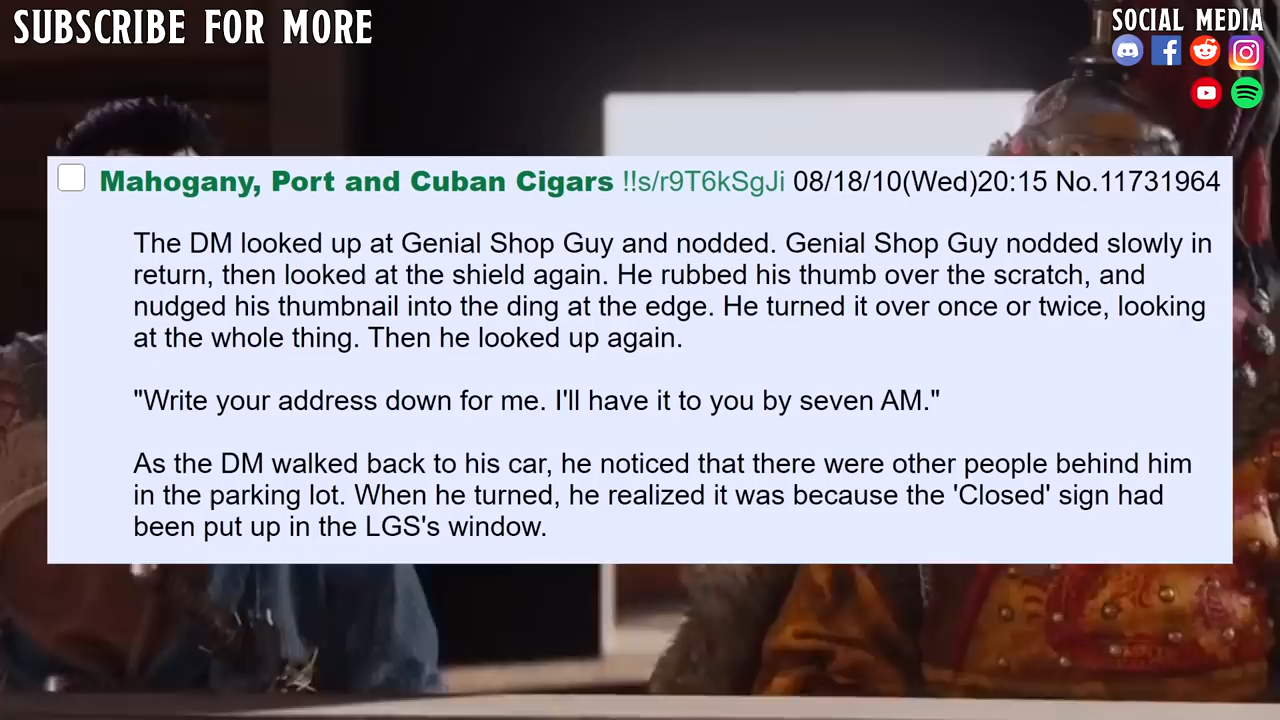 SUBSCRIBE FOR MORE
SOCIAL MEDIA
Mahogany, Port and Cuban Cigars !!s/r9T6kSgJi 08/18/10(Wed)20:15 No.11731964
The DM looked up at Genial Shop Guy and nodded. Genial Shop Guy nodded slowly in
return, then looked at the shield again. He rubbed his thumb over the scratch, and
nudged his thumbnail into the ding at the edge. He turned it over once or twice, looking
at the whole thing. Then he looked up again.
"Write your address down for me. I'll have it to you by seven AM."
As the DM walked back to his car, he noticed that there were other people behind him
in the parking lot. When he turned, he realized it was because the 'Closed' sign had
been put up in the LGS's window.